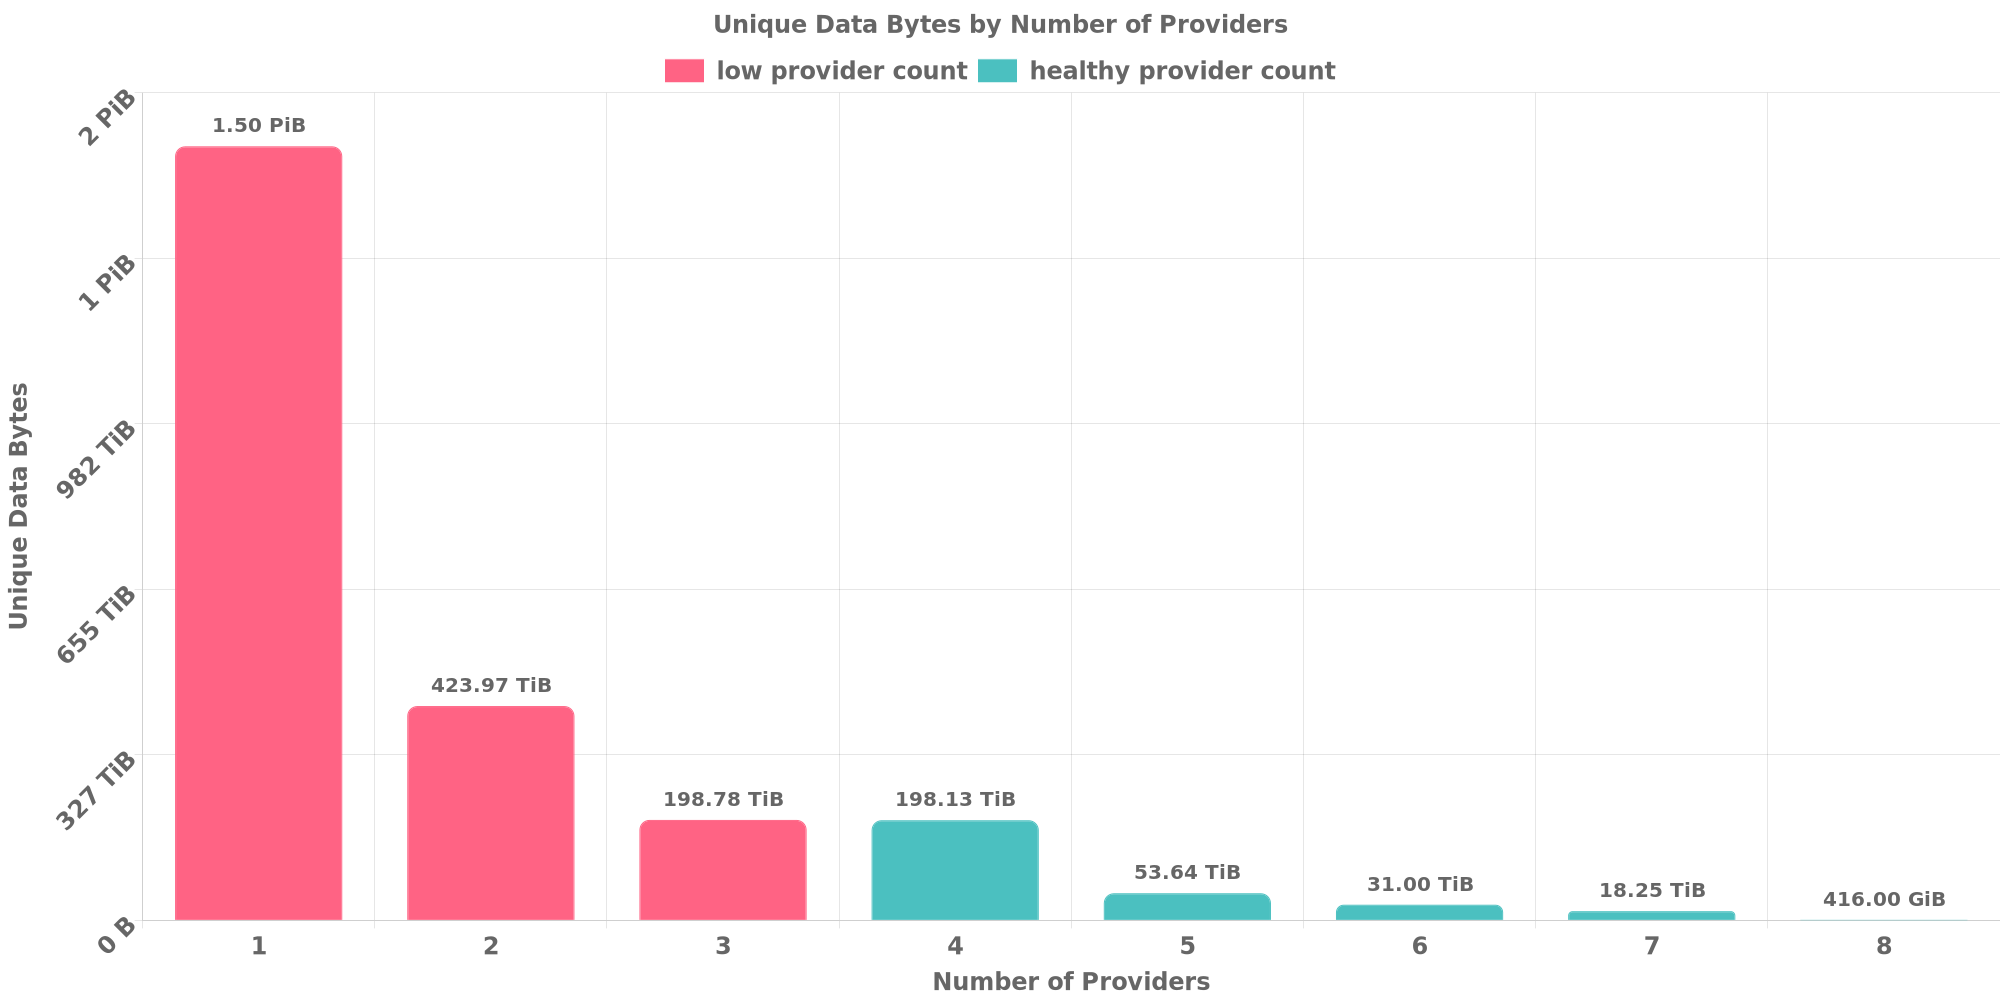 Unique Data Bytes by Number of Providers
low provider count healthy provider count
2 PiB
1 PiB
982 TiB
655 TiB
327 TiB
0 B
Unique Data Bytes
1.50 PiB
423.97 TiB
198.78 TiB
198.13 TiB
53.64 TiB
31.00 TiB
18.25 TiB
416.00 GiB
1 2 3 4 5 6 7 8
Number of Providers